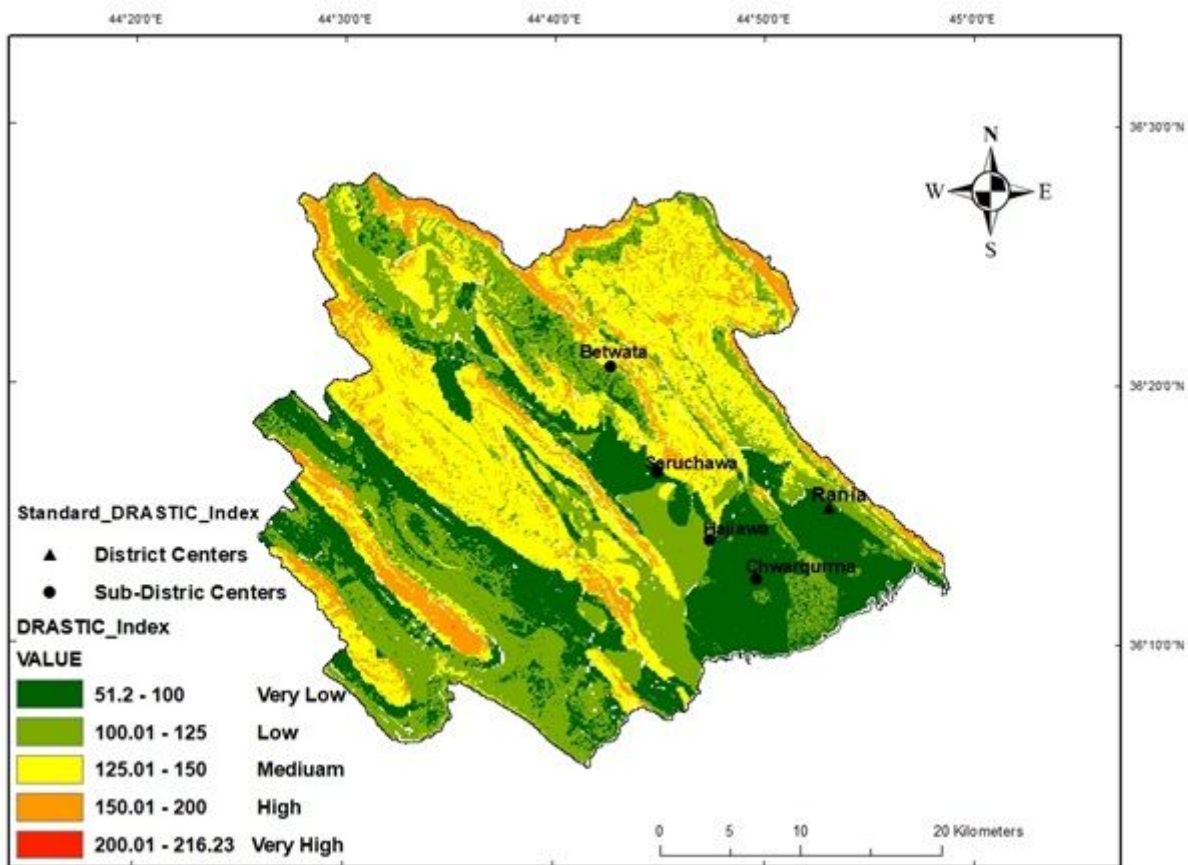 44°20'0"E 44°30'0"E 44°40'0"E 44°50'0"E 45°0'0"E
36°30'0"N
N
W E
S
Betwata
36°20'0"N
Saruchawa
Rania
Standard_DRASTIC_Index
District Centers
Hajiawa
Chwarqurna
Sub-Distric Centers
DRASTIC_Index
36°10'0"N
VALUE
51.2 - 100 Very Low
100.01 - 125 Low
125.01 - 150 Mediuam
150.01 - 200 High
0 5 10 20 Kilometers
200.01 - 216.23 Very High